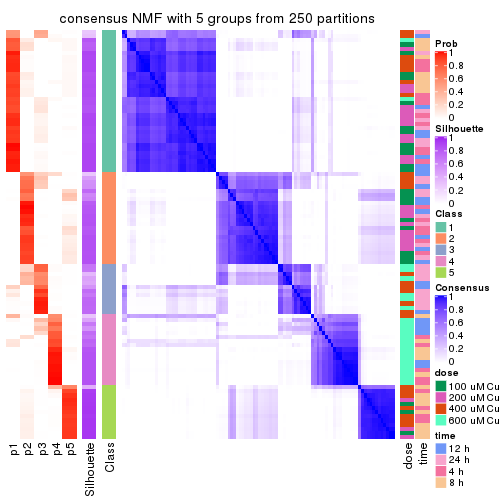 consensus NMF with 5 groups from 250 partitions
Prob
1
0.8
0.6
0.4
0.2
0
Silhouette
1
0.8
0.6
0.4
0.2
0
Class
1
2
3
4
5
Consensus
1
0.8
0.6
0.4
0.2
0
dose
100 uM Cu
200 uM Cu
400 uM Cu
600 uM Cu
time
12 h
24 h
4 h
8 h
p1
p2
p3
p4
p5
Silhouette
Class
dose
time